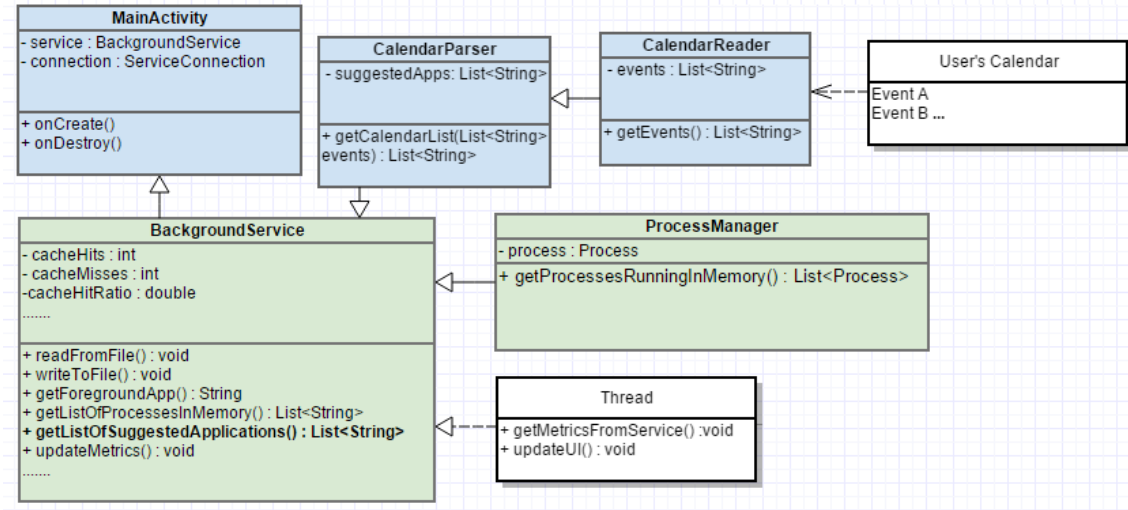 MainActivity
- service : BackgroundService
- connection : ServiceConnection
+ onCreate()
+ onDestroy()
CalendarParser
- suggestedApps: List<String>
+ getCalendarList(List<String>
events) : List<String>
CalendarReader
- events : List<String>
+ getEvents() : List<String>
User's Calendar
Event A
Event B ...
BackgroundService
- cacheHits : int
- cacheMisses : int
-cacheHitRatio : double
.......
+ readFromFile() : void
+ writeToFile() : void
+ getForegroundApp() : String
+ getListOfProcessesInMemory() : List<String>
+ getListOfSuggestedApplications() : List<String>
+ updateMetrics() : void
.......
ProcessManager
- process : Process
+ getProcessesRunningInMemory() : List<Process>
Thread
+ getMetricsFromService() :void
+ updateUI() : void